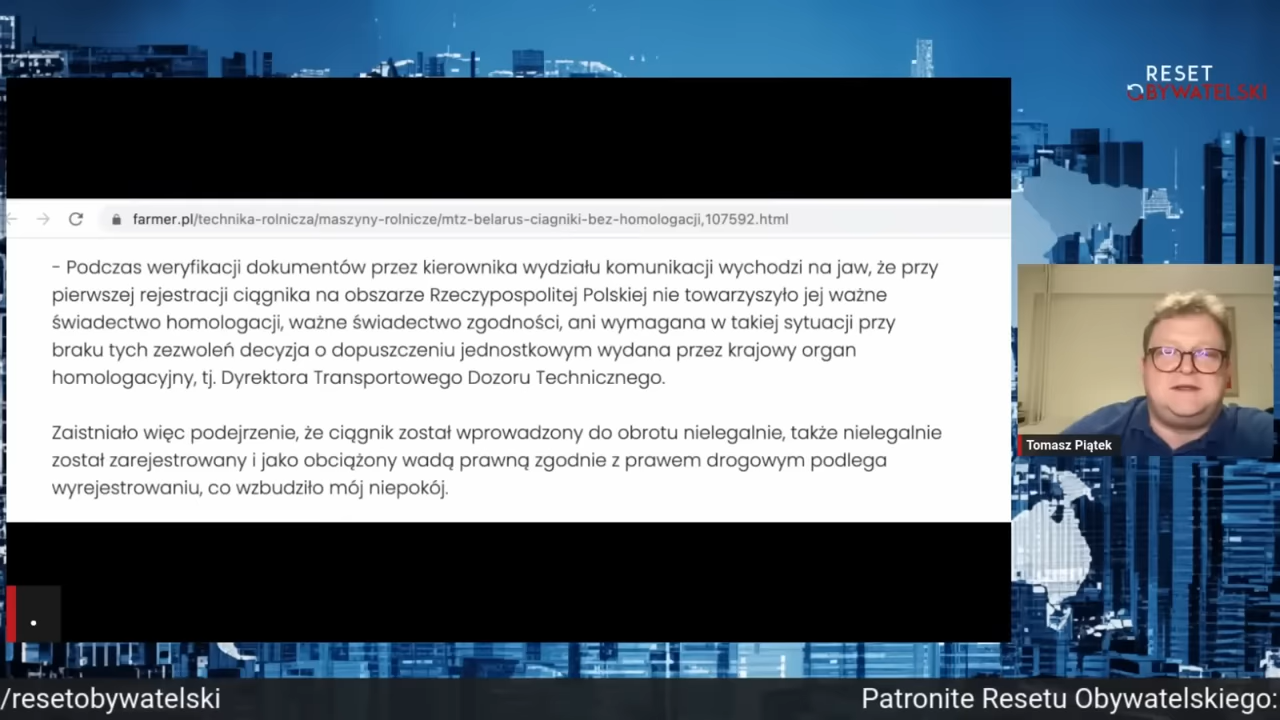 RESET
OBYWATELSKI
farmer.pl/technika-rolnicza/maszyny-rolnicze/mtz-belarus-ciagniki-bez-homologacji,107592.html
- Podczas weryfikacji dokumentów przez kierownika wydziału komunikacji wychodzi na jaw, że przy
pierwszej rejestracji ciągnika na obszarze Rzeczypospolitej Polskiej nie towarzyszyło jej ważne
świadectwo homologacji, ważne świadectwo zgodności, ani wymagana w takiej sytuacji przy
braku tych zezwoleń decyzja o dopuszczeniu jednostkowym wydana przez krajowy organ
homologacyjny, tj. Dyrektora Transportowego Dozoru Technicznego.
Zaistniało więc podejrzenie, że ciągnik został wprowadzony do obrotu nielegalnie, także nielegalnie
został zarejestrowany i jako obciążony wadą prawną zgodnie z prawem drogowym podlega
wyrejestrowaniu, co wzbudziło mój niepokój.
Tomasz Piątek
.
/resetobywatelski
Patronite Resetu Obywatelskiego: